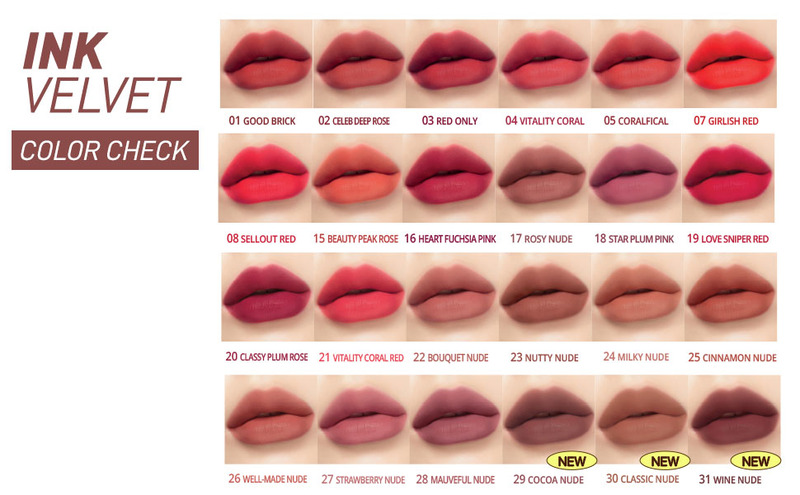 INK
VELVET
COLOR CHECK
01 GOOD BRICK
02 CELEB DEEP ROSE
03 RED ONLY
04 VITALITY CORAL
05 CORALFICAL
07 GIRLISH RED
08 SELLOUT RED
15 BEAUTY PEAK ROSE
16 HEART FUCHSIA PINK
17 ROSY NUDE
18 STAR PLUM PINK
19 LOVE SNIPER RED
20 CLASSY PLUM ROSE
21 VITALITY CORAL RED
22 BOUQUET NUDE
23 NUTTY NUDE
24 MILKY NUDE
25 CINNAMON NUDE
NEW
NEW
NEW
26 WELL-MADE NUDE
27 STRAWBERRY NUDE
28 MAUVEFUL NUDE
29 COCOA NUDE
30 CLASSIC NUDE
31 WINE NUDE